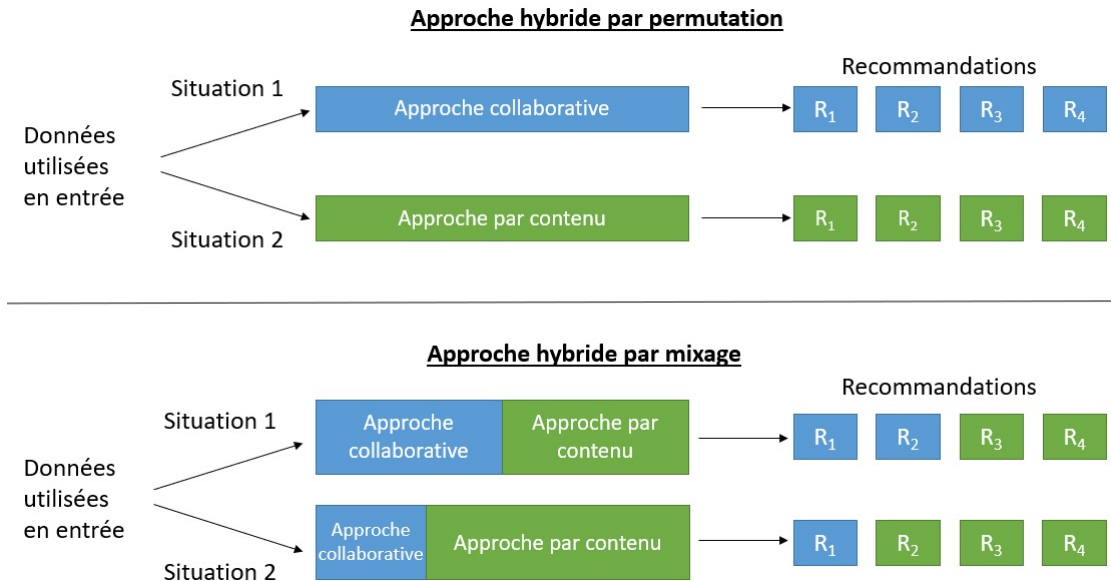 Approche hybride par permutation
Recommandations
Situation 1
Approche collaborative
R₁ R₂ R₃ R₄
Données
utilisées
en entrée
Approche par contenu
R₁ R₂ R₃ R₄
Situation 2
Approche hybride par mixage
Recommandations
Situation 1
Approche
collaborative
Approche par
contenu
R₁ R₂ R₃ R₄
Données
utilisées
en entrée
Approche
collaborative
Approche par contenu
R₁ R₂ R₃ R₄
Situation 2